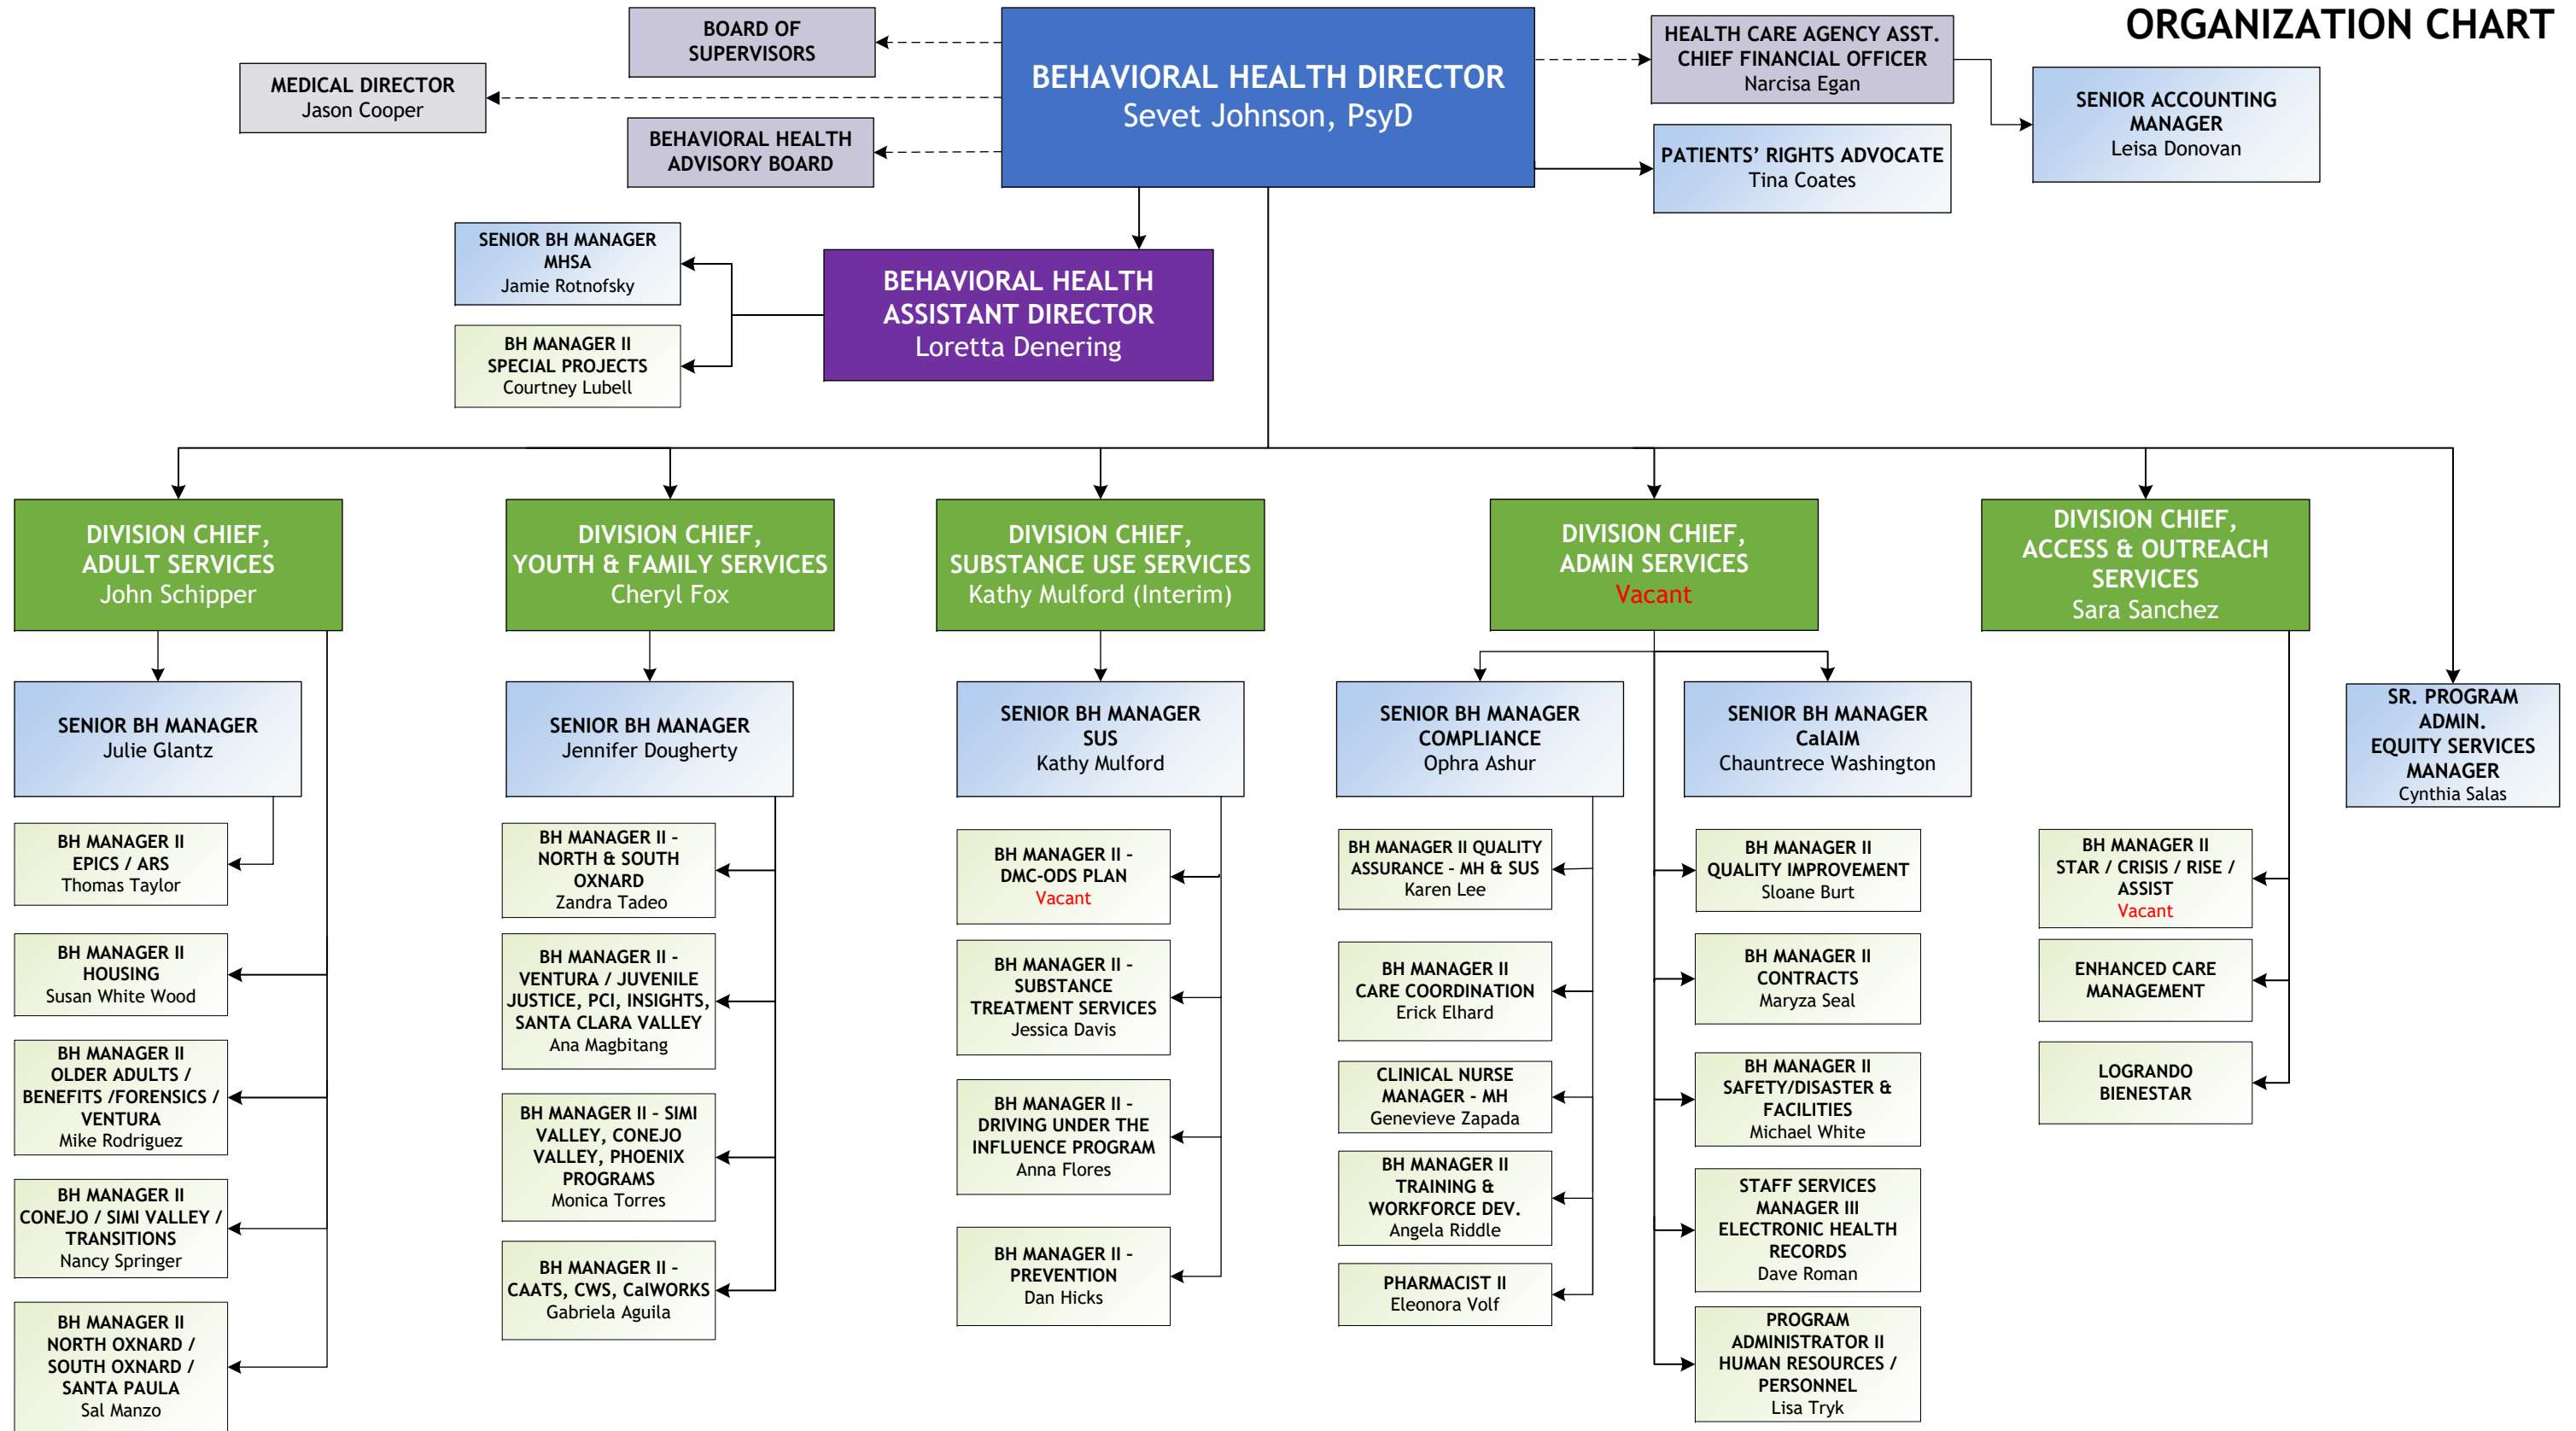 ORGANIZATION CHART
BOARD OF
SUPERVISORS
MEDICAL DIRECTOR
Jason Cooper
BEHAVIORAL HEALTH
ADVISORY BOARD
BEHAVIORAL HEALTH DIRECTOR
Sevet Johnson, PsyD
HEALTH CARE AGENCY ASST.
CHIEF FINANCIAL OFFICER
Narcisa Egan
SENIOR ACCOUNTING
MANAGER
Leisa Donovan
PATIENTS’ RIGHTS ADVOCATE
Tina Coates
SENIOR BH MANAGER
MHSA
Jamie Rotnofsky
BH MANAGER II
SPECIAL PROJECTS
Courtney Lubell
BEHAVIORAL HEALTH
ASSISTANT DIRECTOR
Loretta Denering
DIVISION CHIEF,
ADULT SERVICES
John Schipper
DIVISION CHIEF,
YOUTH & FAMILY SERVICES
Cheryl Fox
DIVISION CHIEF,
SUBSTANCE USE SERVICES
Kathy Mulford (Interim)
DIVISION CHIEF,
ADMIN SERVICES
Vacant
DIVISION CHIEF,
ACCESS & OUTREACH
SERVICES
Sara Sanchez
SENIOR BH MANAGER
Julie Glantz
SENIOR BH MANAGER
Jennifer Dougherty
SENIOR BH MANAGER
SUS
Kathy Mulford
SENIOR BH MANAGER
COMPLIANCE
Ophra Ashur
SENIOR BH MANAGER
CalAIM
Chauntrece Washington
SR. PROGRAM
ADMIN.
EQUITY SERVICES
MANAGER
Cynthia Salas
BH MANAGER II
EPICS / ARS
Thomas Taylor
BH MANAGER II
HOUSING
Susan White Wood
BH MANAGER II
OLDER ADULTS /
BENEFITS /FORENSICS /
VENTURA
Mike Rodriguez
BH MANAGER II
CONEJO / SIMI VALLEY /
TRANSITIONS
Nancy Springer
BH MANAGER II
NORTH OXNARD /
SOUTH OXNARD /
SANTA PAULA
Sal Manzo
BH MANAGER II –
NORTH & SOUTH
OXNARD
Zandra Tadeo
BH MANAGER II –
VENTURA / JUVENILE
JUSTICE, PCI, INSIGHTS,
SANTA CLARA VALLEY
Ana Magbitang
BH MANAGER II – SIMI
VALLEY, CONEJO
VALLEY, PHOENIX
PROGRAMS
Monica Torres
BH MANAGER II –
CAATS, CWS, CalWORKS
Gabriela Aguila
BH MANAGER II –
DMC-ODS PLAN
Vacant
BH MANAGER II –
SUBSTANCE
TREATMENT SERVICES
Jessica Davis
BH MANAGER II –
DRIVING UNDER THE
INFLUENCE PROGRAM
Anna Flores
BH MANAGER II –
PREVENTION
Dan Hicks
BH MANAGER II QUALITY
ASSURANCE – MH & SUS
Karen Lee
BH MANAGER II
CARE COORDINATION
Erick Elhard
CLINICAL NURSE
MANAGER – MH
Genevieve Zapada
BH MANAGER II
TRAINING &
WORKFORCE DEV.
Angela Riddle
PHARMACIST II
Eleonora Volf
BH MANAGER II
QUALITY IMPROVEMENT
Sloane Burt
BH MANAGER II
CONTRACTS
Maryza Seal
BH MANAGER II
SAFETY/DISASTER &
FACILITIES
Michael White
STAFF SERVICES
MANAGER III
ELECTRONIC HEALTH
RECORDS
Dave Roman
PROGRAM
ADMINISTRATOR II
HUMAN RESOURCES /
PERSONNEL
Lisa Tryk
BH MANAGER II
STAR / CRISIS / RISE /
ASSIST
Vacant
ENHANCED CARE
MANAGEMENT
LOGRANDO
BIENESTAR